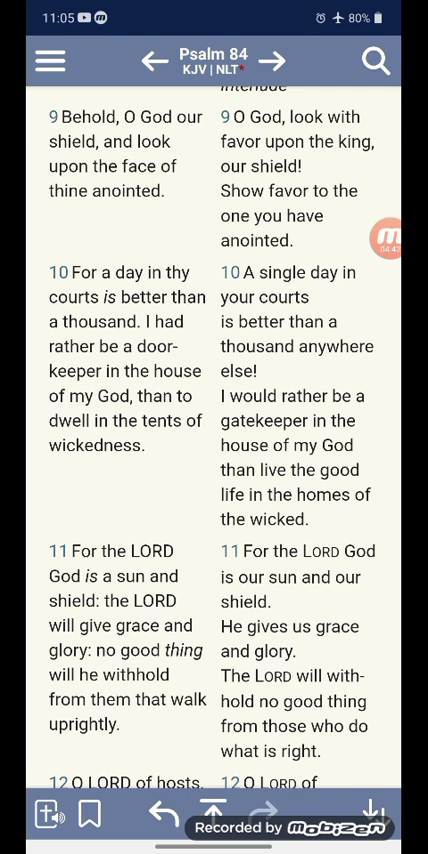 11:05
80%
Psalm 84
KJV | NLT*
interlude
9 Behold, O God our
shield, and look
upon the face of
thine anointed.
9 O God, look with
favor upon the king,
our shield!
Show favor to the
one you have
anointed.
04:42
10 For a day in thy
courts is better than
a thousand. I had
rather be a door-
keeper in the house
of my God, than to
dwell in the tents of
wickedness.
10 A single day in
your courts
is better than a
thousand anywhere
else!
I would rather be a
gatekeeper in the
house of my God
than live the good
life in the homes of
the wicked.
11 For the LORD
God is a sun and
shield: the LORD
will give grace and
glory: no good thing
will he withhold
from them that walk
uprightly.
11 For the LORD God
is our sun and our
shield.
He gives us grace
and glory.
The LORD will with-
hold no good thing
from those who do
what is right.
12 O LORD of hosts,
12 O LORD of
Recorded by mobizen